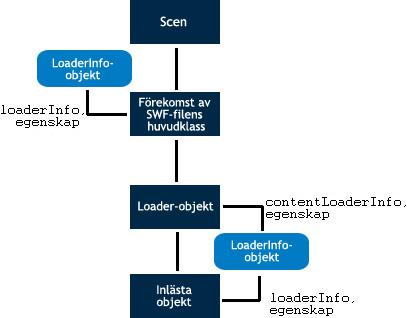 Scen
LoaderInfo-
objekt
loaderInfo,
egenskap
Förekomst av
SWF-filens
huvudklass
Loader-objekt
contentLoaderInfo,
egenskap
LoaderInfo-
objekt
Inlästa
objekt
loaderInfo,
egenskap